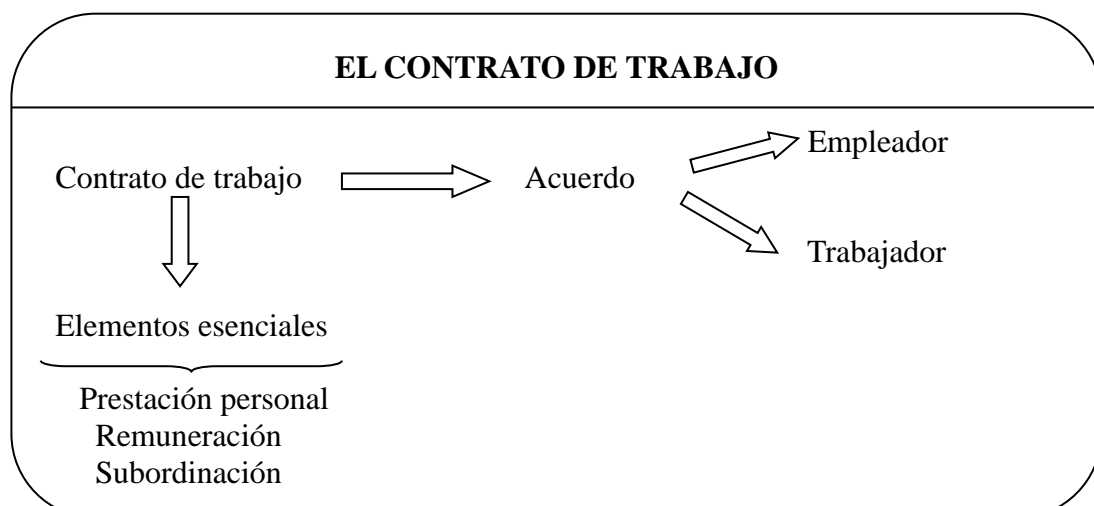 EL CONTRATO DE TRABAJO
Contrato de trabajo
Acuerdo
Empleador
Trabajador
Elementos esenciales
Prestación personal
Remuneración
Subordinación